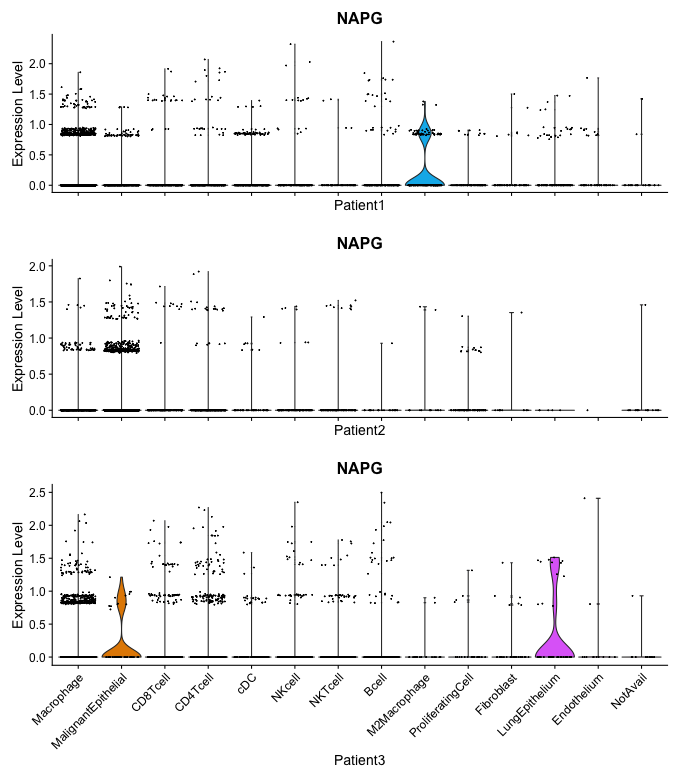 NAPG
Expression Level
2.0
1.5
1.0
0.5
0.0
Patient1
NAPG
Expression Level
2.0
1.5
1.0
0.5
0.0
Patient2
NAPG
Expression Level
2.5
2.0
1.5
1.0
0.5
0.0
Macrophage
MalignantEpithelial
CD8Tcell
CD4Tcell
cDC
NKcell
NKTcell
Bcell
M2Macrophage
ProliferatingCell
Fibroblast
LungEpithelium
Endothelium
NotAvail
Patient3